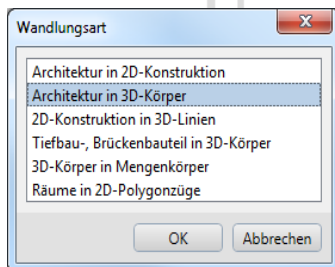 Wandlungsart
Architektur in 2D-Konstruktion
Architektur in 3D-Körper
2D-Konstruktion in 3D-Linien
Tiefbau-, Brückenbauteil in 3D-Körper
3D-Körper in Mengenkörper
Räume in 2D-Polygonzüge
OK
Abbrechen